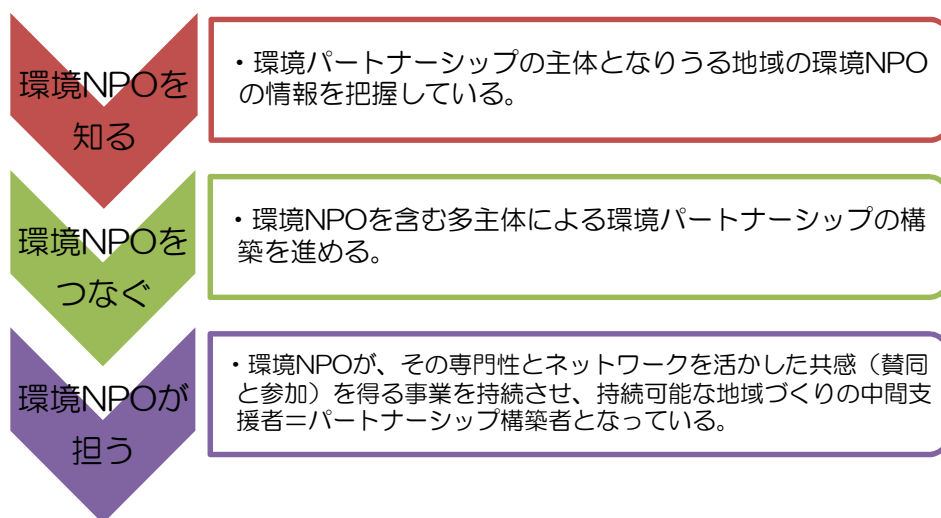 環境NPOを
知る
・環境パートナーシップの主体となりうる地域の環境NPO
の情報を把握している。
環境NPOを
つなぐ
・環境NPOを含む多主体による環境パートナーシップの構
築を進める。
環境NPOが
担う
・環境NPOが、その専門性とネットワークを活かした共感（賛同
と参加）を得る事業を持続させ、持続可能な地域づくりの中間支
援者＝パートナーシップ構築者となっている。